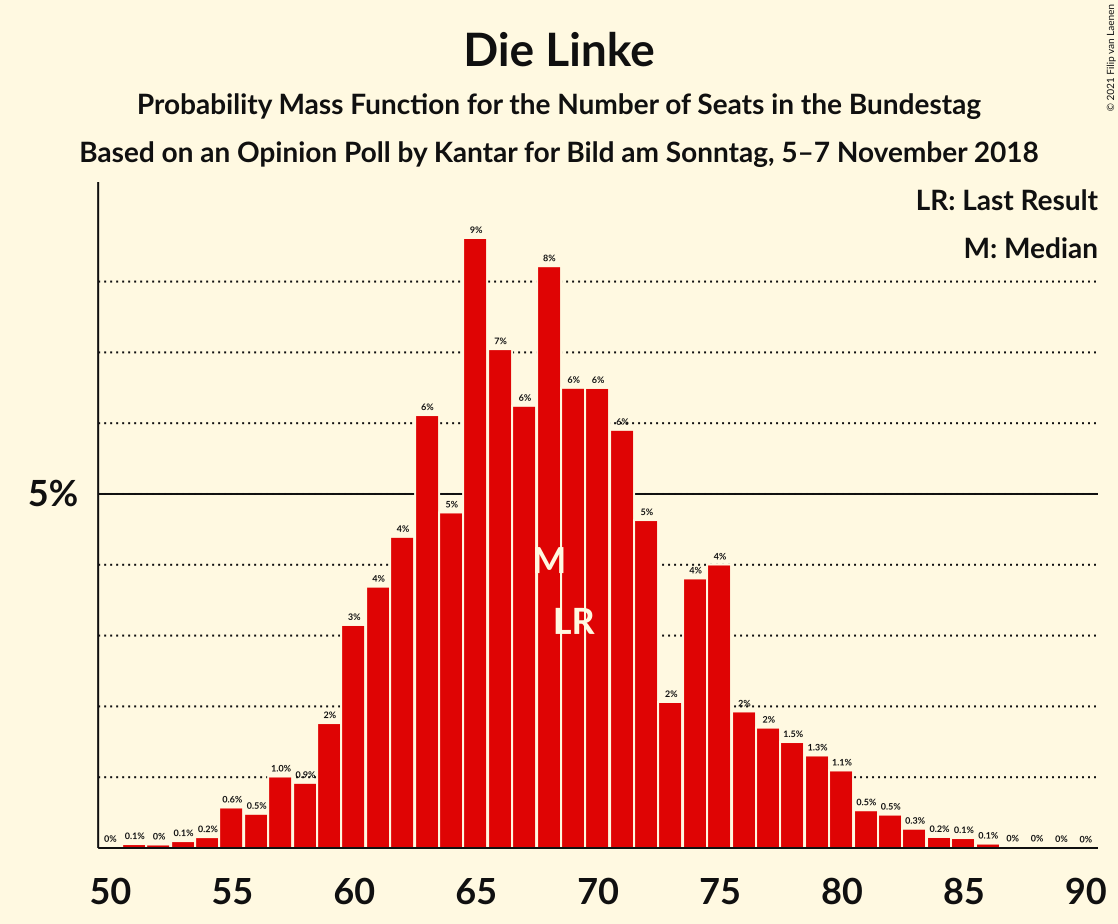 Die Linke
Probability Mass Function for the Number of Seats in the Bundestag
Based on an Opinion Poll by Kantar for Bild am Sonntag, 5–7 November 2018
© 2021 Filip van Laenen
LR: Last Result
M: Median
5%
0% 0.1% 0% 0.1% 0.2% 0.6% 0.5% 1.0% 0.9% 2% 3% 4% 4% 6% 5% 9% 7% 6% 8% 6% 6% 6% 5% 2% 4% 4% 2% 2% 1.5% 1.3% 1.1% 0.5% 0.5% 0.3% 0.2% 0.1% 0.1% 0% 0% 0% 0%
M
LR
50 55 60 65 70 75 80 85 90